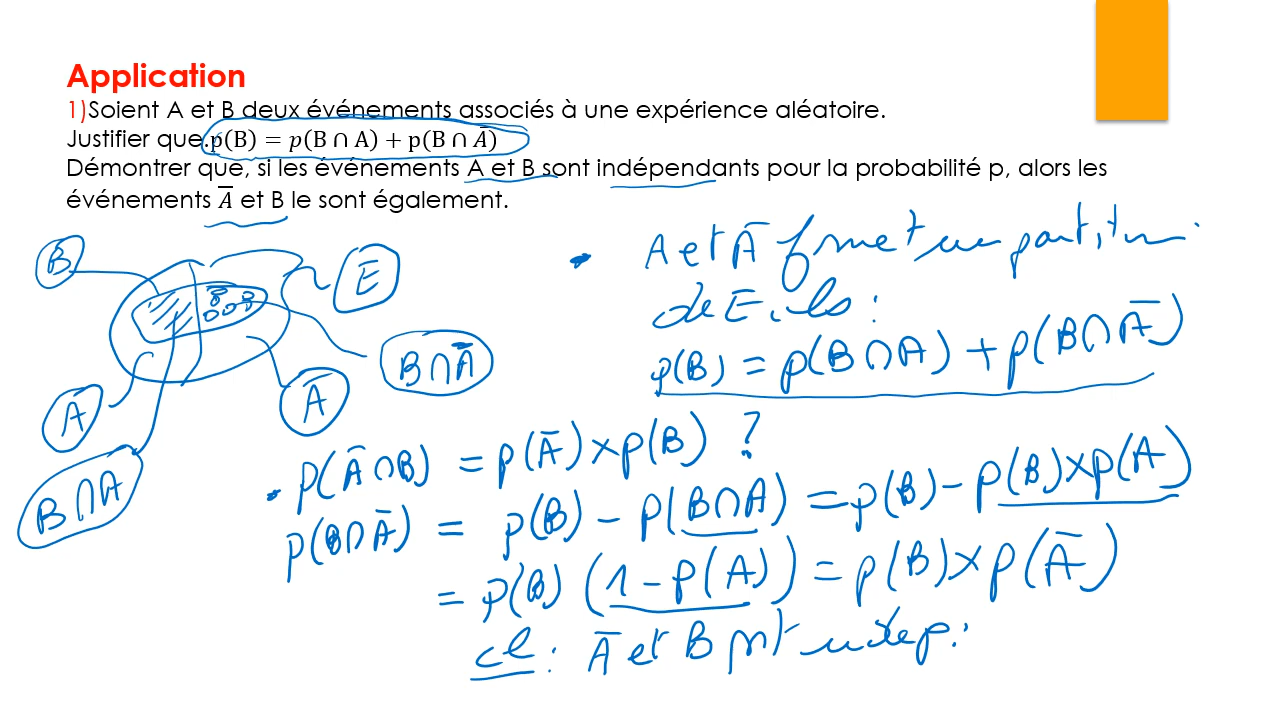 Application
1)Soient A et B deux événements associés à une expérience aléatoire.
Justifier que.p(B) = p(B ∩ A) + p(B ∩ A̅)
Démontrer que, si les événements A et B sont indépendants pour la probabilité p, alors les
événements A̅ et B le sont également.
B
E
B∩A̅
A̅
A̅
B∩A
• A et A̅ forment une partition
de E, :
p(B) = p(B∩A) + p(B∩A̅)
• p(A̅∩B) = p(A̅)×p(B) ?
p(B∩A̅) = p(B) − p(B∩A) = p(B) − p(B)×p(A)
= p(B) (1 − p(A)) = p(B)×p(A̅)
cl : A̅ et B sont indep.